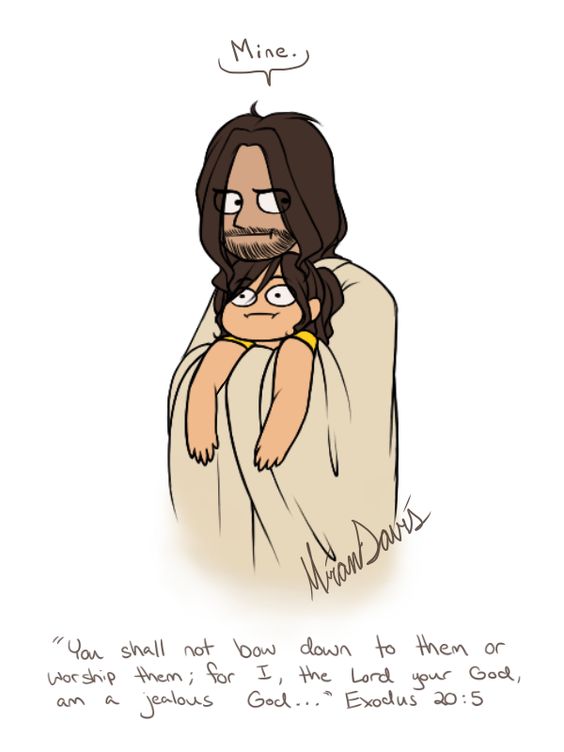 Mine.
MiranDavis
"You shall not bow down to them or
worship them; for I, the Lord your God,
am a jealous God..." Exodus 20:5